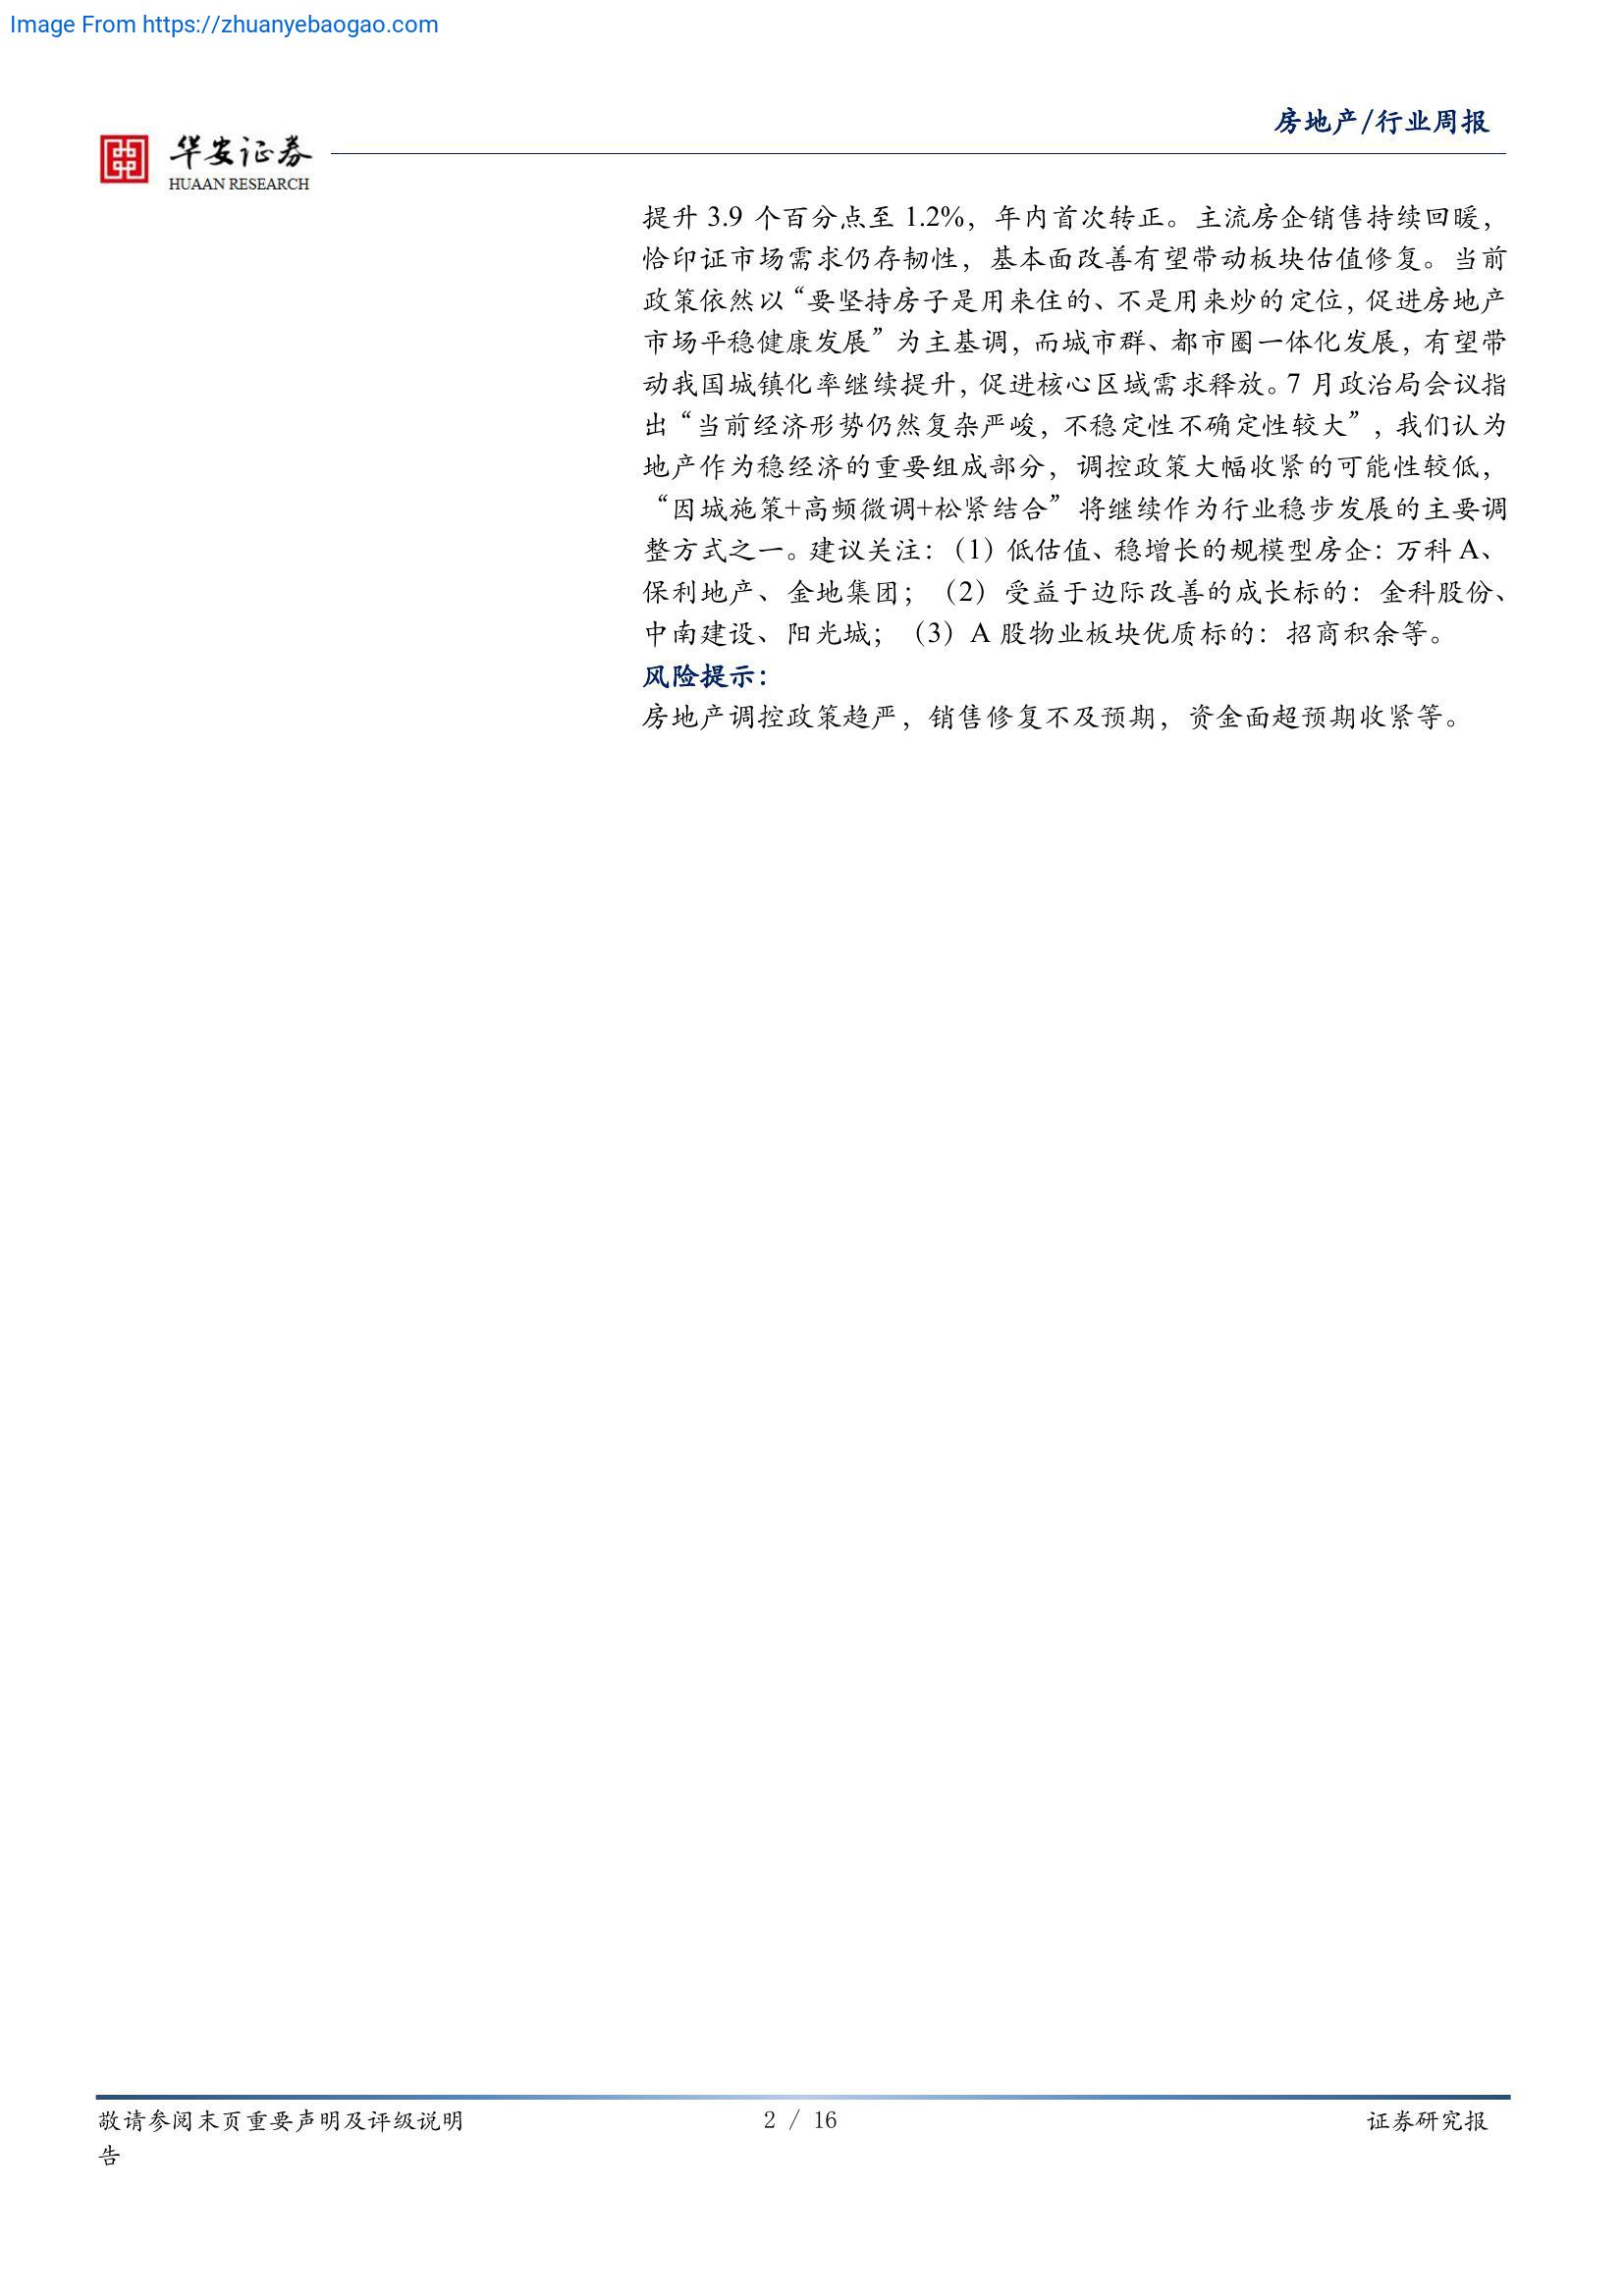 Image From https://zhuanyebaogao.com
房地产/行业周报
华安证券
HUAAN RESEARCH
提升 3.9 个百分点至 1.2%，年内首次转正。主流房企销售持续回暖，
恰印证市场需求仍存韧性，基本面改善有望带动板块估值修复。当前
政策依然以“要坚持房子是用来住的、不是用来炒的定位，促进房地产
市场平稳健康发展”为主基调，而城市群、都市圈一体化发展，有望带
动我国城镇化率继续提升，促进核心区域需求释放。7 月政治局会议指
出“当前经济形势仍然复杂严峻，不稳定性不确定性较大”，我们认为
地产作为稳经济的重要组成部分，调控政策大幅收紧的可能性较低，
“因城施策+高频微调+松紧结合”将继续作为行业稳步发展的主要调
整方式之一。建议关注：（1）低估值、稳增长的规模型房企：万科 A、
保利地产、金地集团；（2）受益于边际改善的成长标的：金科股份、
中南建设、阳光城；（3）A 股物业板块优质标的：招商积余等。
风险提示：
房地产调控政策趋严，销售修复不及预期，资金面超预期收紧等。
敬请参阅末页重要声明及评级说明
2 / 16
证券研究报
告